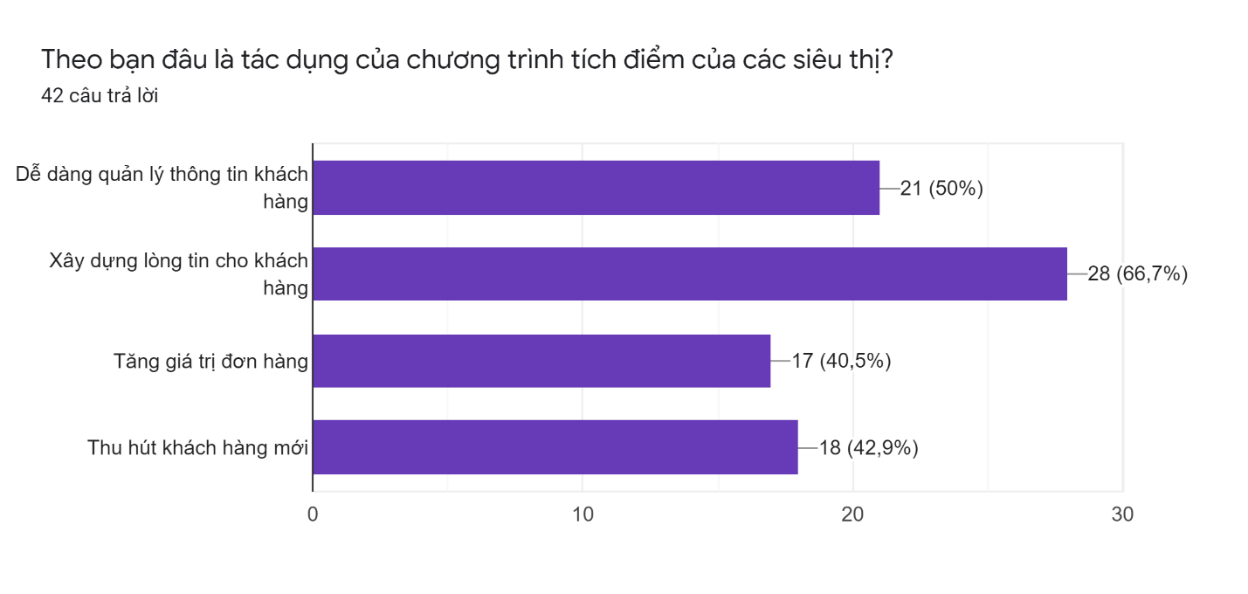 Theo bạn đâu là tác dụng của chương trình tích điểm của các siêu thị?
42 câu trả lời
Dễ dàng quản lý thông tin khách
hàng
21 (50%)
Xây dựng lòng tin cho khách
hàng
28 (66,7%)
Tăng giá trị đơn hàng
17 (40,5%)
Thu hút khách hàng mới
18 (42,9%)
0 10 20 30